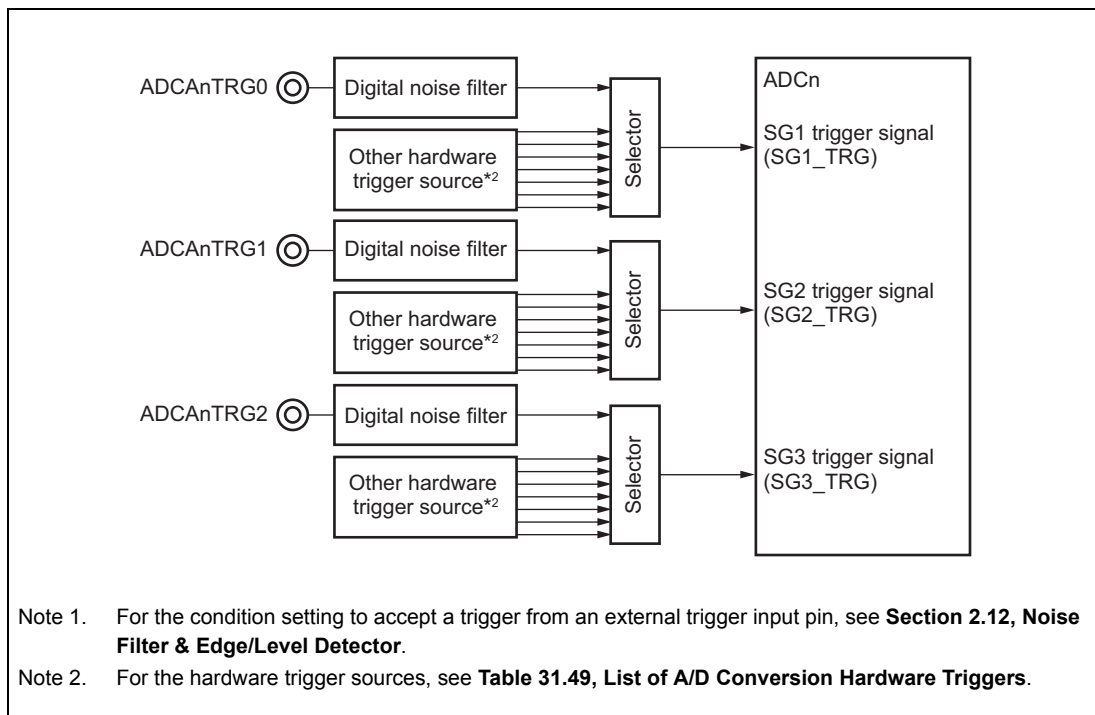 ADCAnTRG0
Digital noise filter
Other hardware
trigger source*2
Selector
ADCn
SG1 trigger signal
(SG1_TRG)
ADCAnTRG1
Digital noise filter
Other hardware
trigger source*2
Selector
SG2 trigger signal
(SG2_TRG)
ADCAnTRG2
Digital noise filter
Other hardware
trigger source*2
Selector
SG3 trigger signal
(SG3_TRG)
Note 1. For the condition setting to accept a trigger from an external trigger input pin, see Section 2.12, Noise
Filter & Edge/Level Detector.
Note 2. For the hardware trigger sources, see Table 31.49, List of A/D Conversion Hardware Triggers.